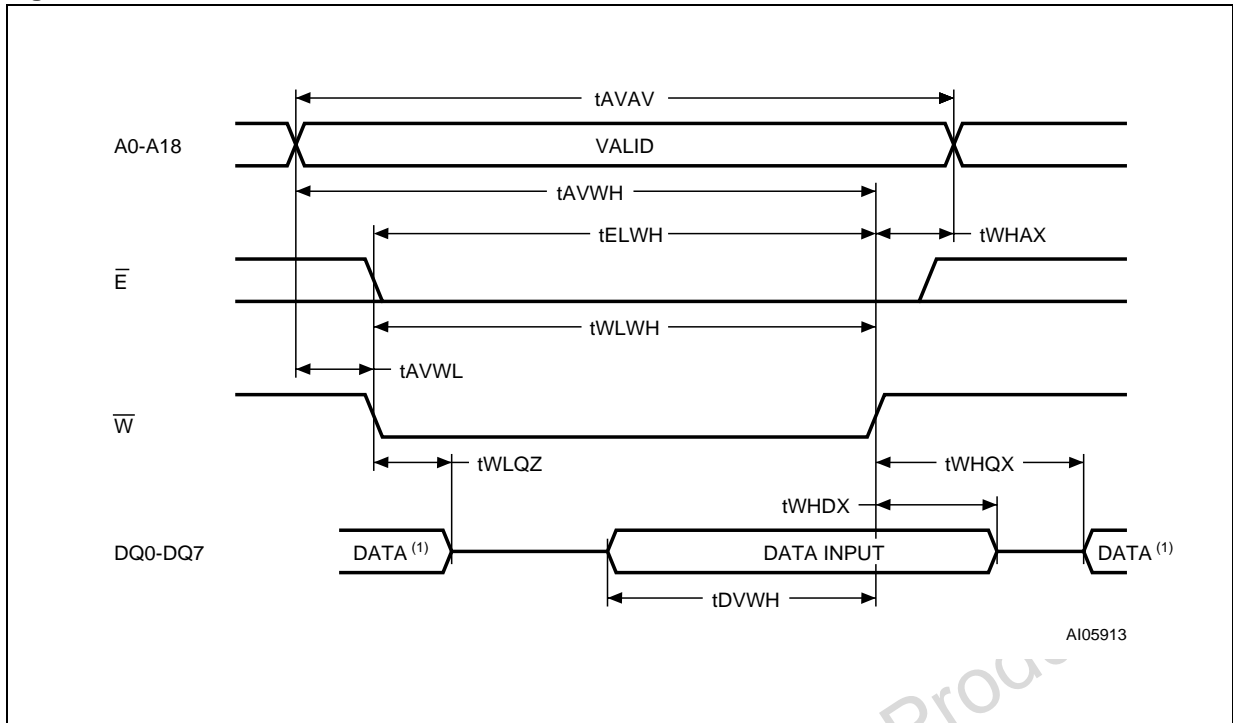 tAVAV
A0-A18
VALID
tAVWH
tELWH
tWHAX
E̅
tWLWH
tAVWL
W̅
tWLQZ
tWHQX
tWHDX
DQ0-DQ7
DATA (1)
DATA INPUT
DATA (1)
tDVWH
AI05913